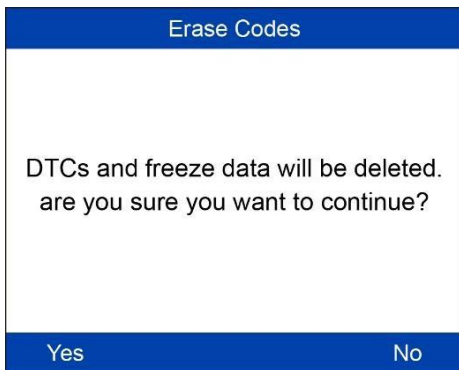 Erase Codes
DTCs and freeze data will be deleted.
are you sure you want to continue?
Yes No